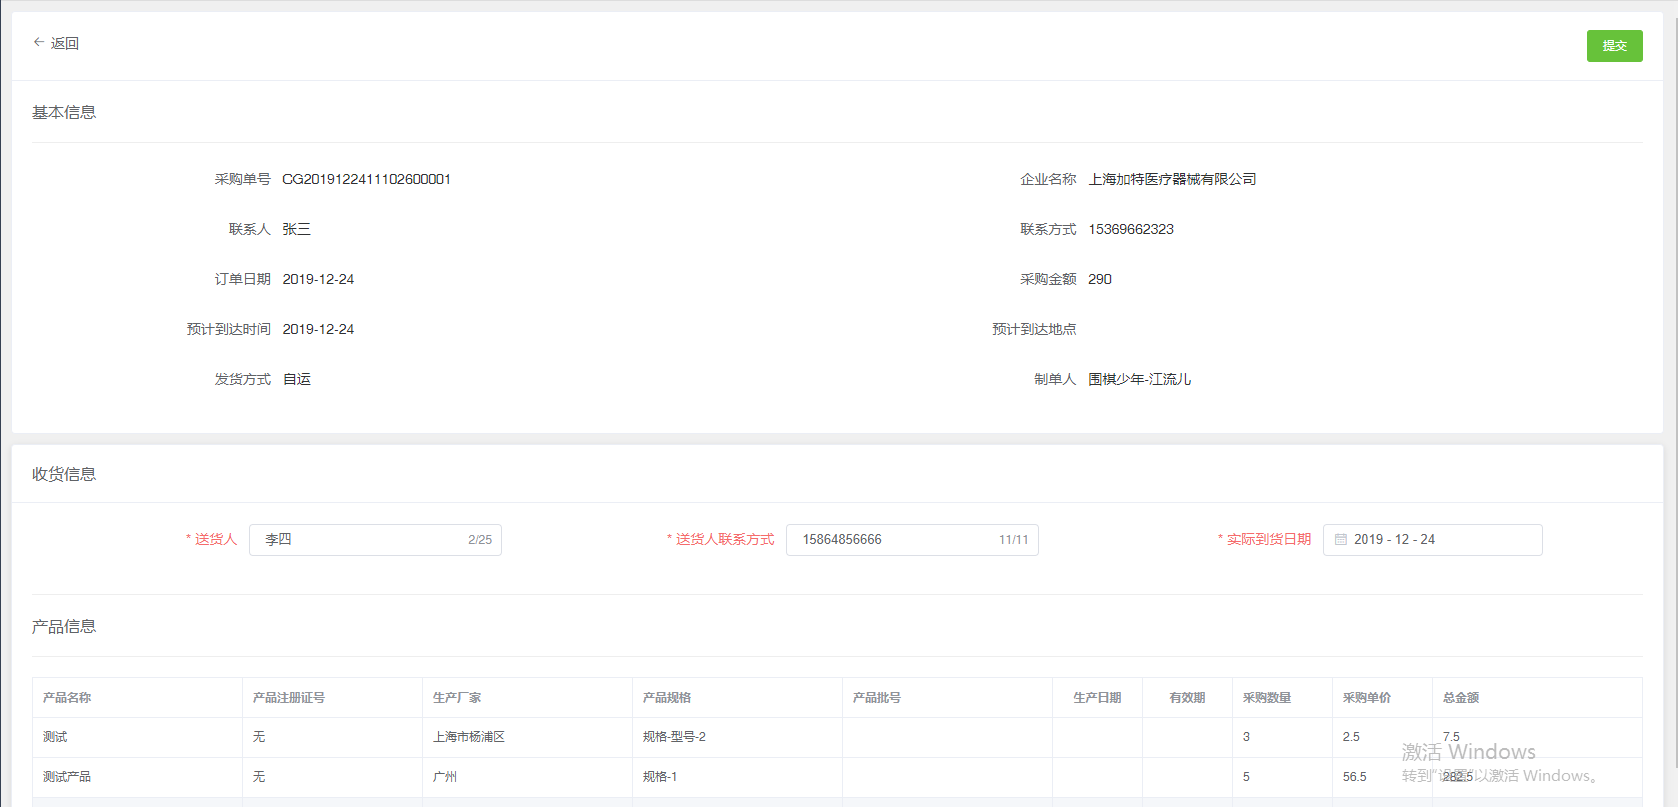 返回
提交
基本信息
采购单号 CG2019122411102600001 企业名称 上海加特医疗器械有限公司
联系人 张三 联系方式 15369662323
订单日期 2019-12-24 采购金额 290
预计到达时间 2019-12-24 预计到达地点
发货方式 自运 制单人 围棋少年-江流儿
收货信息
* 送货人 李四 2/25 * 送货人联系方式 15864856666 11/11 * 实际到货日期 2019 - 12 - 24
产品信息
产品名称 产品注册证号 生产厂家 产品规格 产品批号 生产日期 有效期 采购数量 采购单价 总金额
测试 无 上海市杨浦区 规格-型号-2 3 2.5 7.5
测试产品 无 广州 规格-1 5 56.5 282.5
激活 Windows
转到"设置"以激活 Windows。